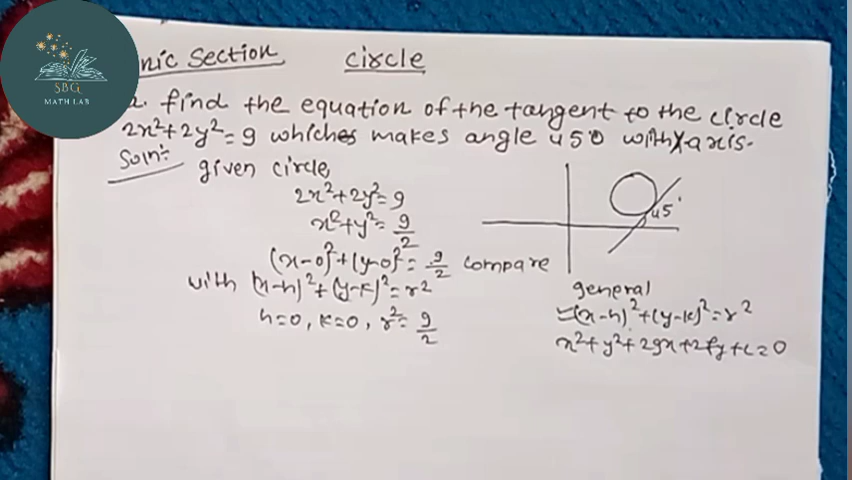 SBG
MATH LAB
nic Section circle
2. find the equation of the tangent to the circle
2x²+2y²=9 whiches makes angle 450 with x axis.
Soln:-
given circle,
2x²+2y²=9
x²+y²=9/2
(x-0)²+(y-0)²=9/2 compare
with (x-h)²+(y-k)²=r²
h=0, k=0, r²=9/2
45°
general
=(x-h)²+(y-k)²=r²
x²+y²+2gx+2fy+c=0